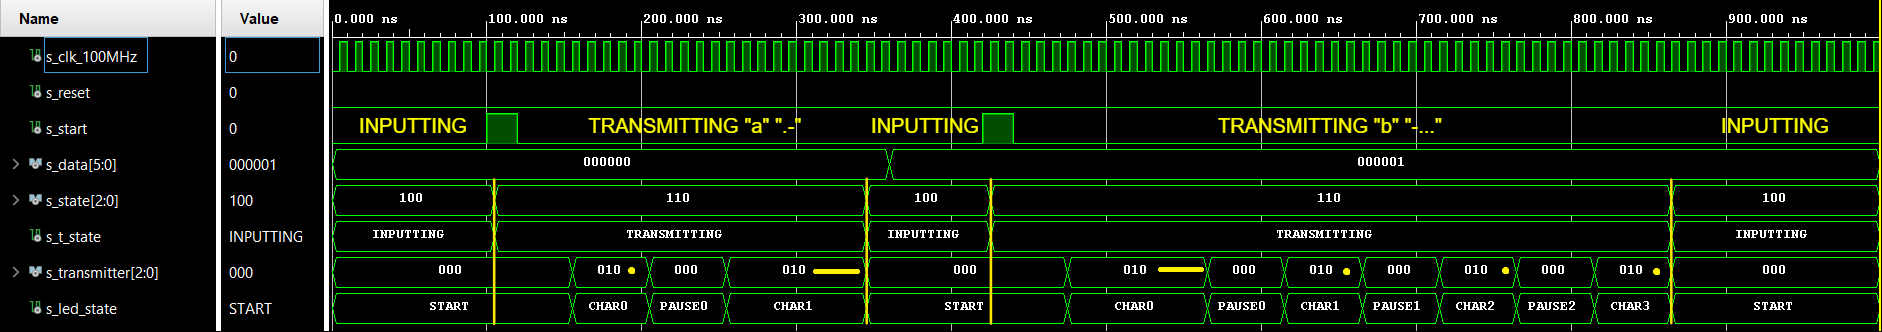 Name Value 0.000 ns 100.000 ns 200.000 ns 300.000 ns 400.000 ns 500.000 ns 600.000 ns 700.000 ns 800.000 ns 900.000 ns
s_clk_100MHz 0
s_reset 0
s_start 0 INPUTTING TRANSMITTING "a" ".-" INPUTTING TRANSMITTING "b" "-..." INPUTTING
s_data[5:0] 000001 000000 000001
s_state[2:0] 100 100 110 100 110 100
s_t_state INPUTTING INPUTTING TRANSMITTING INPUTTING TRANSMITTING INPUTTING
s_transmitter[2:0] 000 000 010 000 010 000 010 000 010 000 010 000 010 000
s_led_state START START CHAR0 PAUSE0 CHAR1 START CHAR0 PAUSE0 CHAR1 PAUSE1 CHAR2 PAUSE2 CHAR3 START